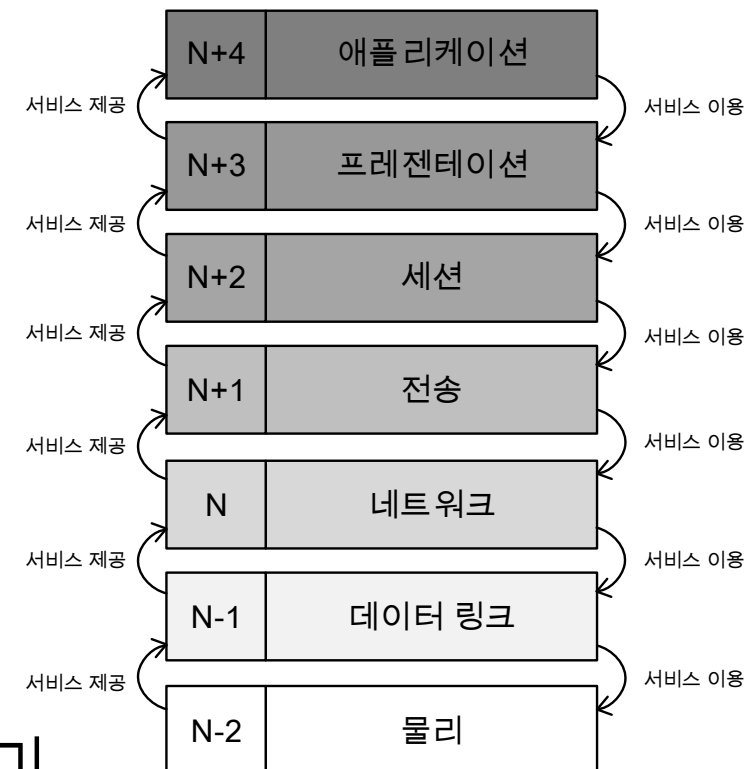 N+4 애플리케이션
서비스 제공 서비스 이용
N+3 프레젠테이션
서비스 제공 서비스 이용
N+2 세션
서비스 제공 서비스 이용
N+1 전송
서비스 제공 서비스 이용
N 네트워크
서비스 제공 서비스 이용
N-1 데이터 링크
서비스 제공 서비스 이용
N-2 물리